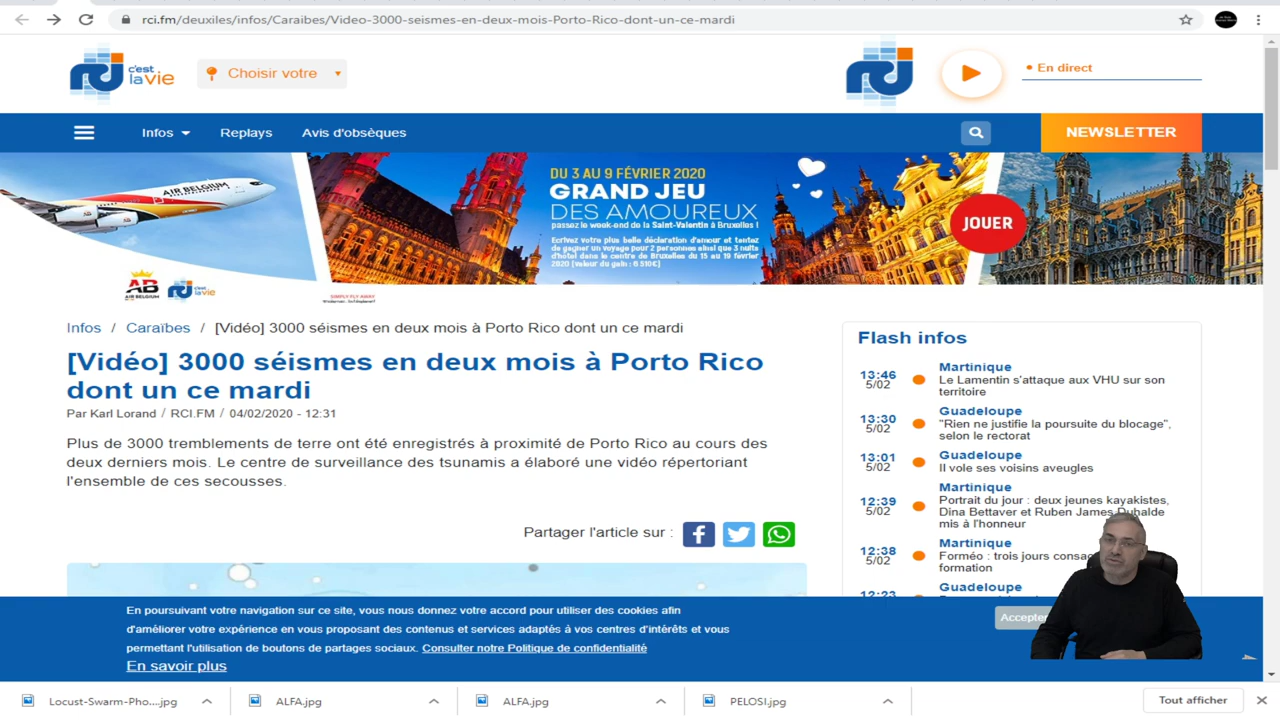 rci.fm/deuxiles/infos/Caraibes/Video-3000-seismes-en-deux-mois-Porto-Rico-dont-un-ce-mardi
c'est
la vie
Choisir votre
En direct
Infos
Replays
Avis d'obsèques
NEWSLETTER
AIR BELGIUM
DU 3 AU 9 FÉVRIER 2020
GRAND JEU
DES AMOUREUX
passez le week-end de la Saint-Valentin à Bruxelles !
Ecrivez votre plus belle déclaration d'amour et tentez
de gagner un voyage pour 2 personnes ainsi que 3 nuits
d'hôtel dans le centre de Bruxelles du 15 au 19 février
2020 (valeur du gain : 6 510€)
JOUER
AB
AIR BELGIUM
c'est
lavie
SIMPLY FLY AWAY
Infos / Caraïbes / [Vidéo] 3000 séismes en deux mois à Porto Rico dont un ce mardi
[Vidéo] 3000 séismes en deux mois à Porto Rico
dont un ce mardi
Par Karl Lorand / RCI.FM / 04/02/2020 - 12:31
Plus de 3000 tremblements de terre ont été enregistrés à proximité de Porto Rico au cours des
deux derniers mois. Le centre de surveillance des tsunamis a élaboré une vidéo répertoriant
l'ensemble de ces secousses.
Partager l'article sur :
Flash infos
13:46
5/02
Martinique
Le Lamentin s'attaque aux VHU sur son
territoire
13:30
5/02
Guadeloupe
"Rien ne justifie la poursuite du blocage",
selon le rectorat
13:01
5/02
Guadeloupe
Il vole ses voisins aveugles
12:39
5/02
Martinique
Portrait du jour : deux jeunes kayakistes,
Dina Bettaver et Ruben James Duhalde
mis à l'honneur
12:38
5/02
Martinique
Forméo : trois jours
formation
12:23
Guadeloupe
En poursuivant votre navigation sur ce site, vous nous donnez votre accord pour utiliser des cookies afin
d'améliorer votre expérience en vous proposant des contenus et services adaptés à vos centres d'intérêts et vous
permettant l'utilisation de boutons de partages sociaux. Consulter notre Politique de confidentialité
En savoir plus
Accepter
Locust-Swarm-Pho....jpg
ALFA.jpg
ALFA.jpg
PELOSI.jpg
Tout afficher